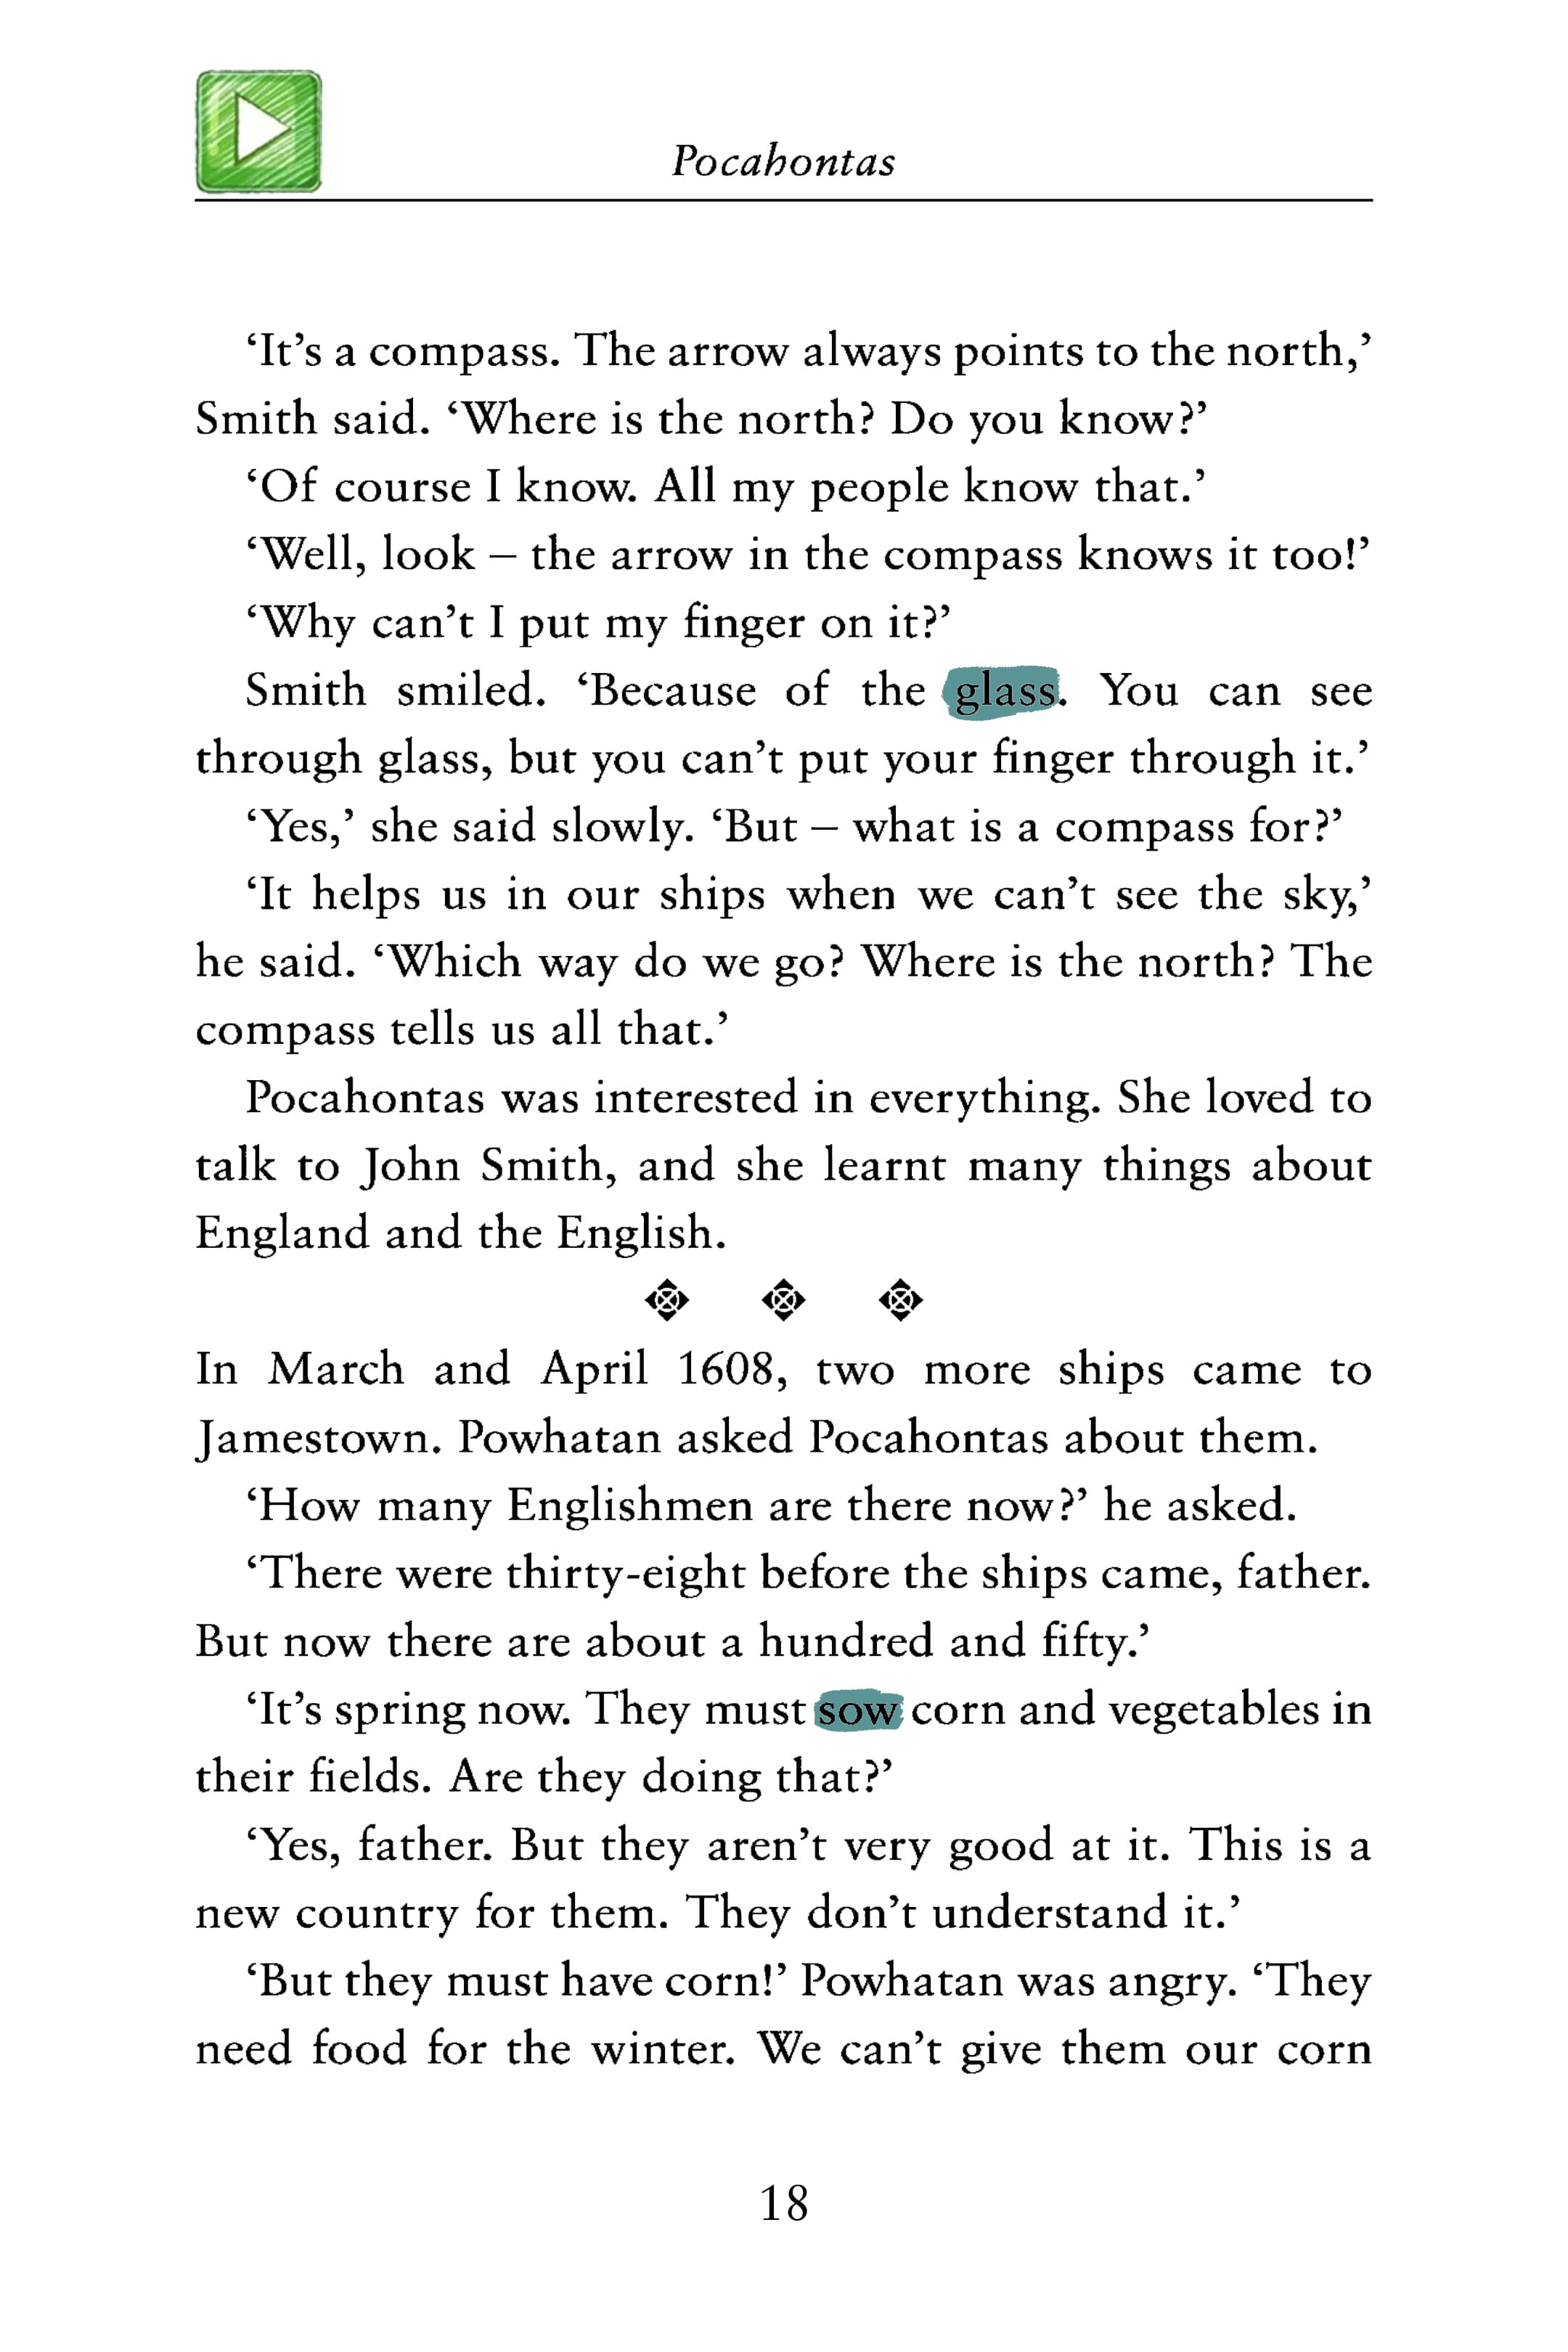 Pocahontas
‘It’s a compass. The arrow always points to the north,’
Smith said. ‘Where is the north? Do you know?’
‘Of course I know. All my people know that.’
‘Well, look – the arrow in the compass knows it too!’
‘Why can’t I put my finger on it?’
Smith smiled. ‘Because of the glass. You can see
through glass, but you can’t put your finger through it.’
‘Yes,’ she said slowly. ‘But – what is a compass for?’
‘It helps us in our ships when we can’t see the sky,’
he said. ‘Which way do we go? Where is the north? The
compass tells us all that.’
Pocahontas was interested in everything. She loved to
talk to John Smith, and she learnt many things about
England and the English.
In March and April 1608, two more ships came to
Jamestown. Powhatan asked Pocahontas about them.
‘How many Englishmen are there now?’ he asked.
‘There were thirty-eight before the ships came, father.
But now there are about a hundred and fifty.’
‘It’s spring now. They must sow corn and vegetables in
their fields. Are they doing that?’
‘Yes, father. But they aren’t very good at it. This is a
new country for them. They don’t understand it.’
‘But they must have corn!’ Powhatan was angry. ‘They
need food for the winter. We can’t give them our corn
18